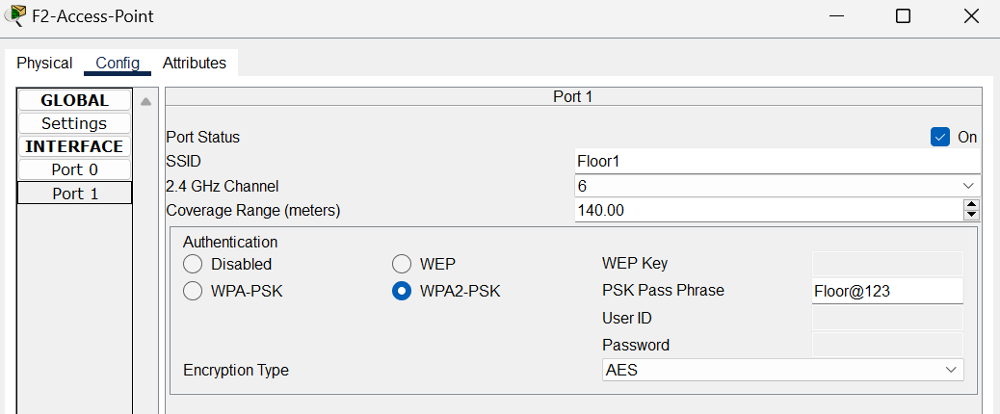 F2-Access-Point
Physical Config Attributes
GLOBAL
Settings
INTERFACE
Port 0
Port 1
Port 1
Port Status On
SSID Floor1
2.4 GHz Channel 6
Coverage Range (meters) 140.00
Authentication
Disabled WEP WEP Key
WPA-PSK WPA2-PSK PSK Pass Phrase Floor@123
User ID
Password
Encryption Type AES